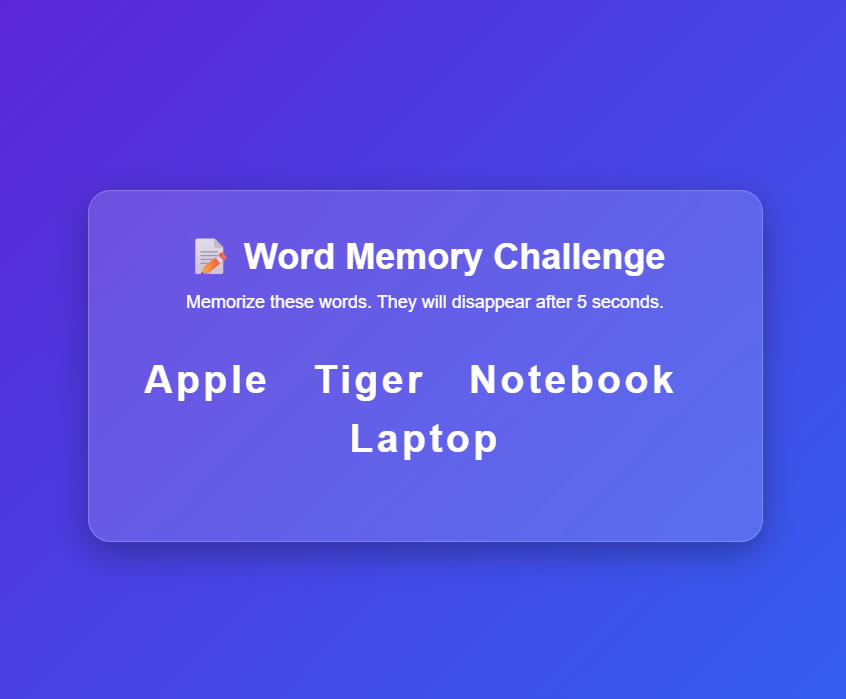 Word Memory Challenge
Memorize these words. They will disappear after 5 seconds.
Apple Tiger Notebook
Laptop